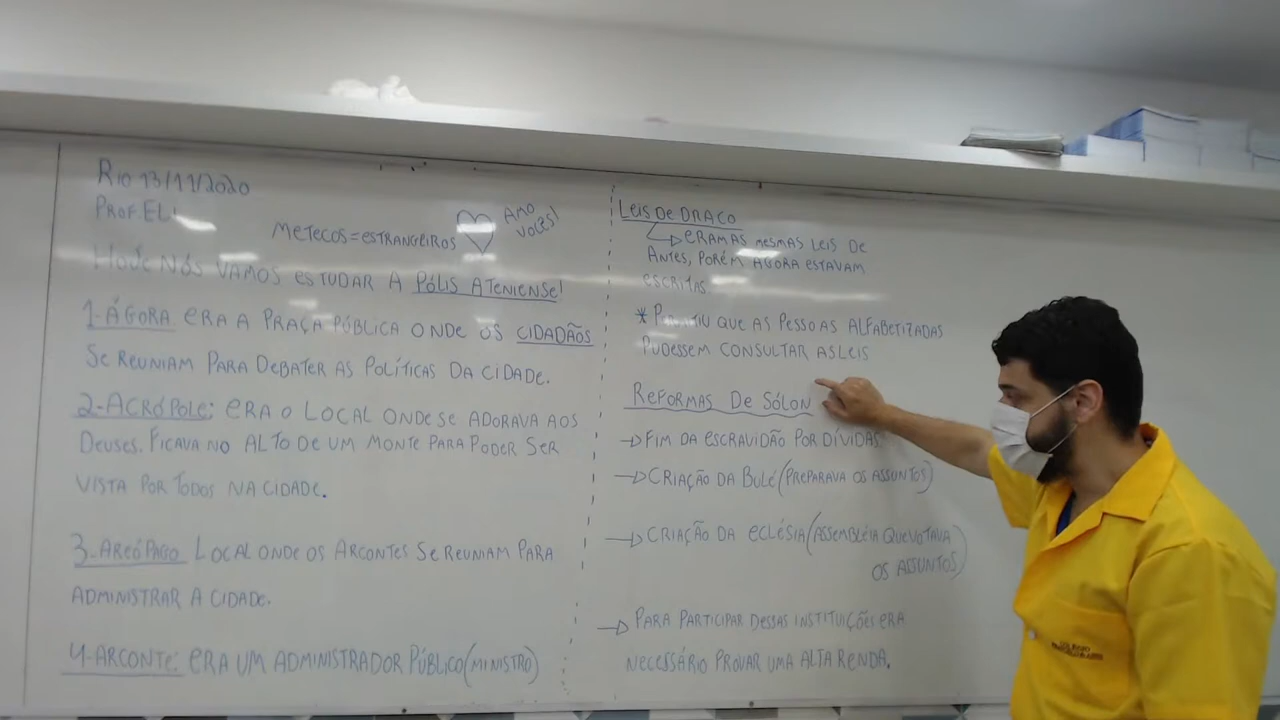 RIO 13/11/2020
PROF. ELI
METECOS = ESTRANGEIROS
AMO
VOCÊS!
HOJE NÓS VAMOS ESTUDAR A PÓLIS ATENIENSE!
1-ÁGORA ERA A PRAÇA PÚBLICA ONDE OS CIDADÃOS
SE REUNIAM PARA DEBATER AS POLÍTICAS DA CIDADE.
2-ACRÓPOLE: ERA O LOCAL ONDE SE ADORAVA AOS
DEUSES. FICAVA NO ALTO DE UM MONTE PARA PODER SER
VISTA POR TODOS NA CIDADE.
3-AREÓPAGO LOCAL ONDE OS ARCONTES SE REUNIAM PARA
ADMINISTRAR A CIDADE.
4-ARCONTE: ERA UM ADMINISTRADOR PÚBLICO (MINISTRO)
LEIS DE DRACO
ERAM AS MESMAS LEIS DE
ANTES, PORÉM AGORA ESTAVAM
ESCRITAS.
* PERMITIU QUE AS PESSOAS ALFABETIZADAS
PUDESSEM CONSULTAR AS LEIS
REFORMAS DE SÓLON
→ FIM DA ESCRAVIDÃO POR DÍVIDAS
→ CRIAÇÃO DA BULÉ (PREPARAVA OS ASSUNTOS)
→ CRIAÇÃO DA ECLÉSIA (ASSEMBLÉIA QUE VOTAVA
OS ASSUNTOS)
→ PARA PARTICIPAR DESSAS INSTITUIÇÕES ERA
NECESSÁRIO PROVAR UMA ALTA RENDA.